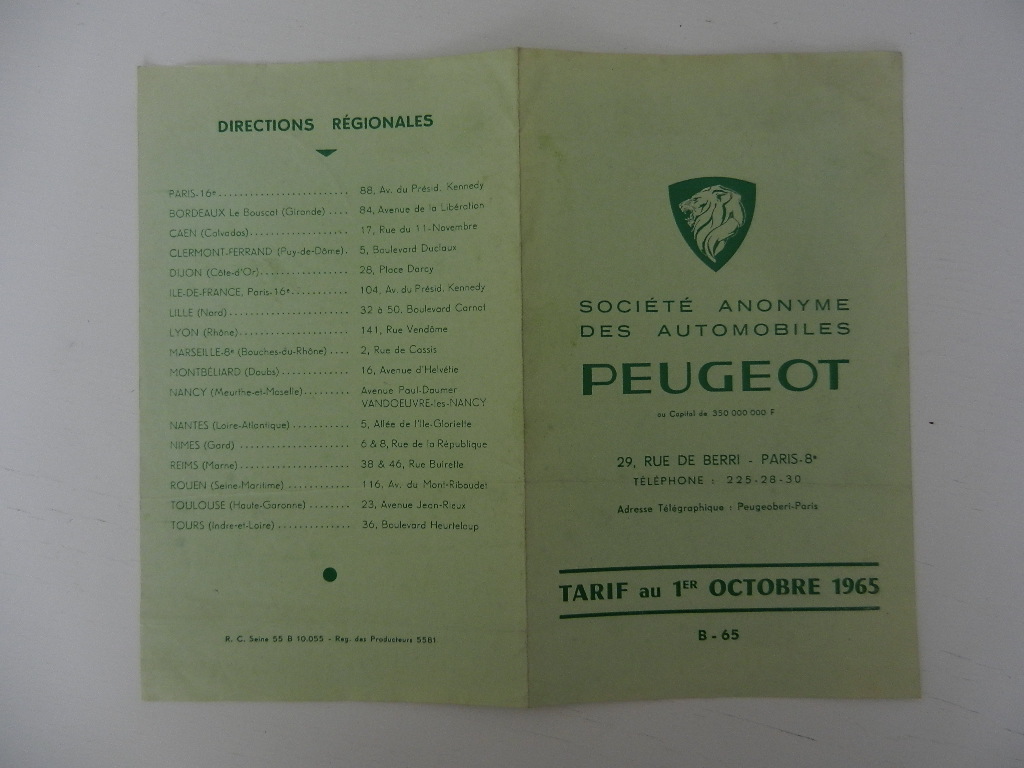 DIRECTIONS RÉGIONALES
PARIS-16e ........................ 88, Av. du Présid. Kennedy
BORDEAUX Le Bouscat (Gironde) .... 84, Avenue de la Libération
CAEN (Calvados) .................. 17, Rue du 11-Novembre
CLERMONT-FERRAND (Puy-de-Dôme) . 5, Boulevard Duclaux
DIJON (Côte-d'Or) ................ 28, Place Darcy
ILE-DE-FRANCE, Paris-16e ........... 104, Av. du Présid. Kennedy
LILLE (Nord) ...................... 32 à 50, Boulevard Carnot
LYON (Rhône) .................... 141, Rue Vendôme
MARSEILLE-8e (Bouches-du-Rhône) .... 2, Rue de Cassis
MONTBÉLIARD (Doubs) ............. 16, Avenue d'Helvétie
NANCY (Meurthe-et-Moselle) ......... Avenue Paul-Doumer
VANDOEUVRE-les-NANCY
NANTES (Loire-Atlantique) ........... 5, Allée de l'Ile-Gloriette
NIMES (Gard) .................... 6 & 8, Rue de la République
REIMS (Marne) .................... 38 & 46, Rue Buirette
ROUEN (Seine-Maritime) ............ 116, Av. du Mont-Riboudet
TOULOUSE (Haute-Garonne) ........ 23, Avenue Jean-Rieux
TOURS (Indre-et-Loire) .............. 36, Boulevard Heurteloup
R. C. Seine 55 B 10.055 - Reg. des Producteurs 5581
SOCIÉTÉ ANONYME
DES AUTOMOBILES
PEUGEOT
au Capital de 350 000 000 F
29, RUE DE BERRI - PARIS-8e
TÉLÉPHONE : 225-28-30
Adresse Télégraphique : Peugeoberi-Paris
TARIF au 1ER OCTOBRE 1965
B - 65